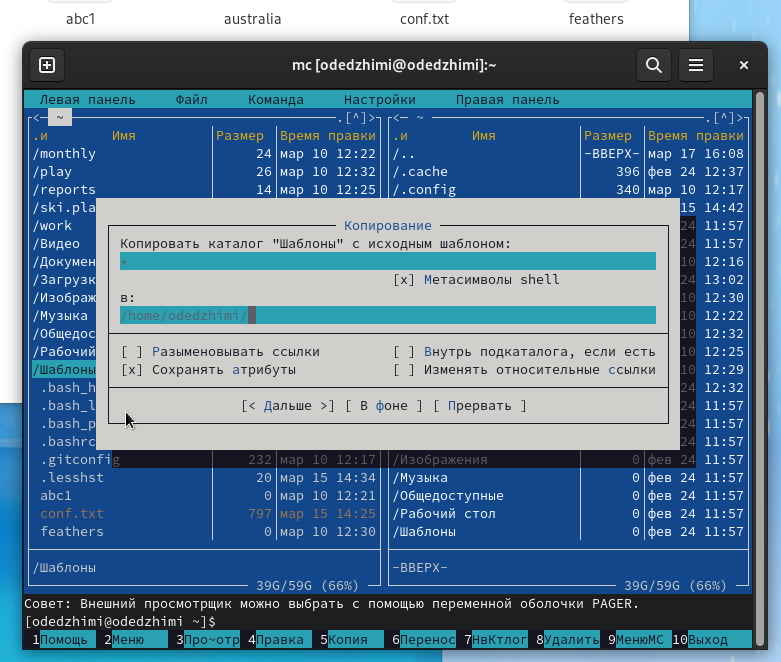 abc1 australia conf.txt feathers
mc [odedzhimi@odedzhimi]:~
Левая панель Файл Команда Настройки Правая панель
<─ ~ .[^]> <─ ~ .[^]>
.и Имя Размер Время правки .и Имя Размер Время правки
/monthly 24 мар 10 12:22 /.. -ВВЕРХ- мар 17 16:08
/play 26 мар 10 12:32 /.cache 396 фев 24 12:37
/reports 14 мар 10 12:25 /.config 340 мар 10 12:17
/ski.pla 15 14:42
/work 24 11:57
/Видео 24 11:57
/Докумен 10 12:16
/Загрузк 24 13:02
/Изображ 10 12:30
/Музыка 10 12:22
/Общедос 10 12:32
/Рабочий 10 12:25
/Шаблоны 10 12:29
.bash_h 24 12:32
.bash_l 24 11:57
.bash_p 24 11:57
.bashrc 24 11:57
Копирование
Копировать каталог "Шаблоны" с исходным шаблоном:
*
[x] Метасимволы shell
в:
/home/odedzhimi/
[ ] Разыменовывать ссылки [ ] Внутрь подкаталога, если есть
[x] Сохранять атрибуты [ ] Изменять относительные ссылки
[< Дальше >] [ В фоне ] [ Прервать ]
.gitconfig 232 мар 10 12:17 /Изображения 0 фев 24 11:57
.lesshst 20 мар 15 14:34 /Музыка 0 фев 24 11:57
abc1 0 мар 10 12:21 /Общедоступные 0 фев 24 11:57
conf.txt 797 мар 15 14:25 /Рабочий стол 0 фев 24 11:57
feathers 0 мар 10 12:30 /Шаблоны 0 фев 24 11:57
/Шаблоны -ВВЕРХ-
39G/59G (66%) 39G/59G (66%)
Совет: Внешний просмотрщик можно выбрать с помощью переменной оболочки PAGER.
[odedzhimi@odedzhimi ~]$
1Помощь 2Меню 3Про~отр 4Правка 5Копия 6Перенос 7НвКтлог 8Удалить 9МенюMC 10Выход